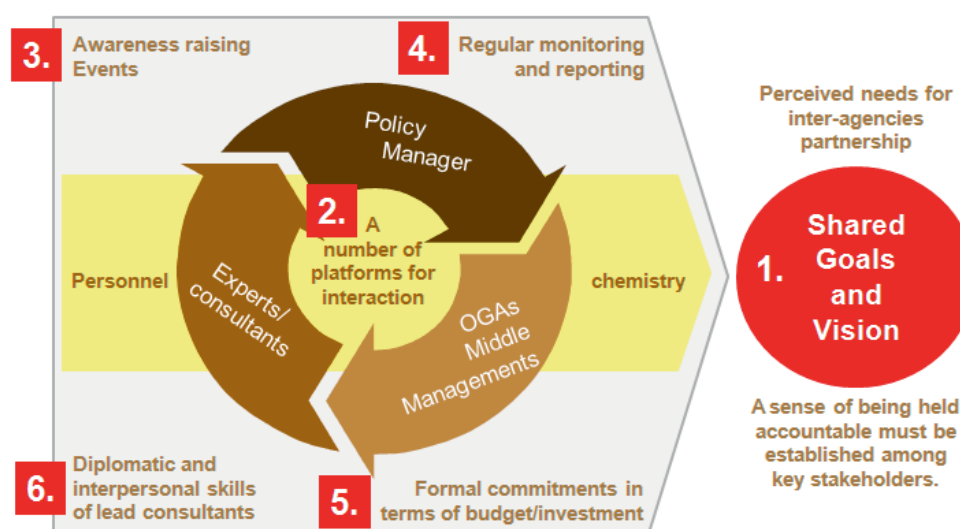 3.
Awareness raising
Events
4.
Regular monitoring
and reporting
Policy
Manager
2.
A
number of
platforms for
interaction
Personnel
chemistry
Experts/
consultants
OGAs
Middle
Managements
Perceived needs for
inter-agencies
partnership
1.
Shared
Goals
and
Vision
A sense of being held
accountable must be
established among
key stakeholders.
6.
Diplomatic and
interpersonal skills
of lead consultants
5.
Formal commitments in
terms of budget/investment